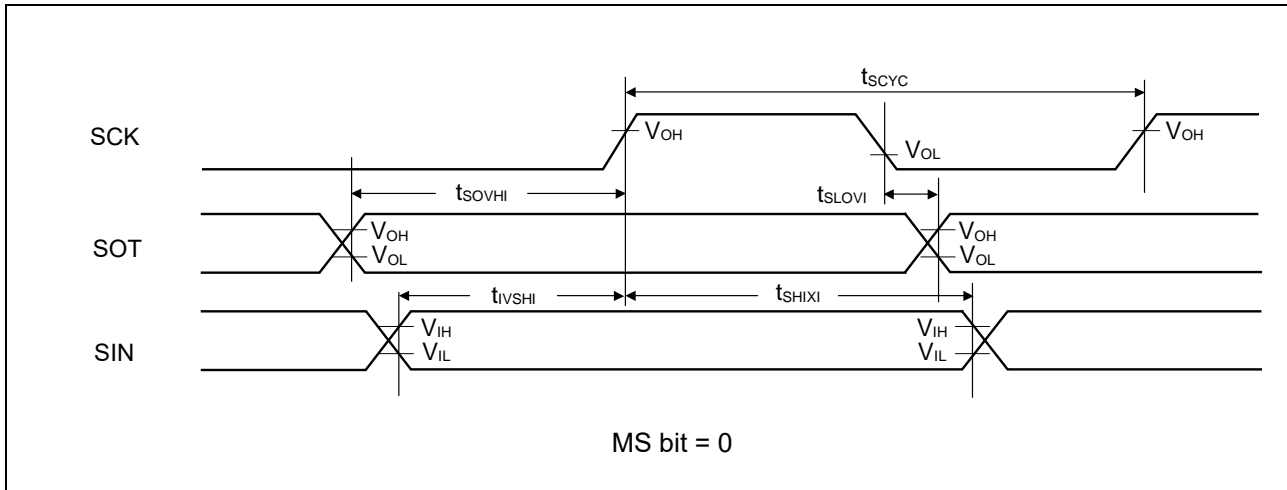 tSCYC
SCK
VOH
VOL
VOH
tSOVHI
tSLOVI
SOT
VOH
VOL
VOH
VOL
tIVSHI
tSHIXI
SIN
VIH
VIL
VIH
VIL
MS bit = 0